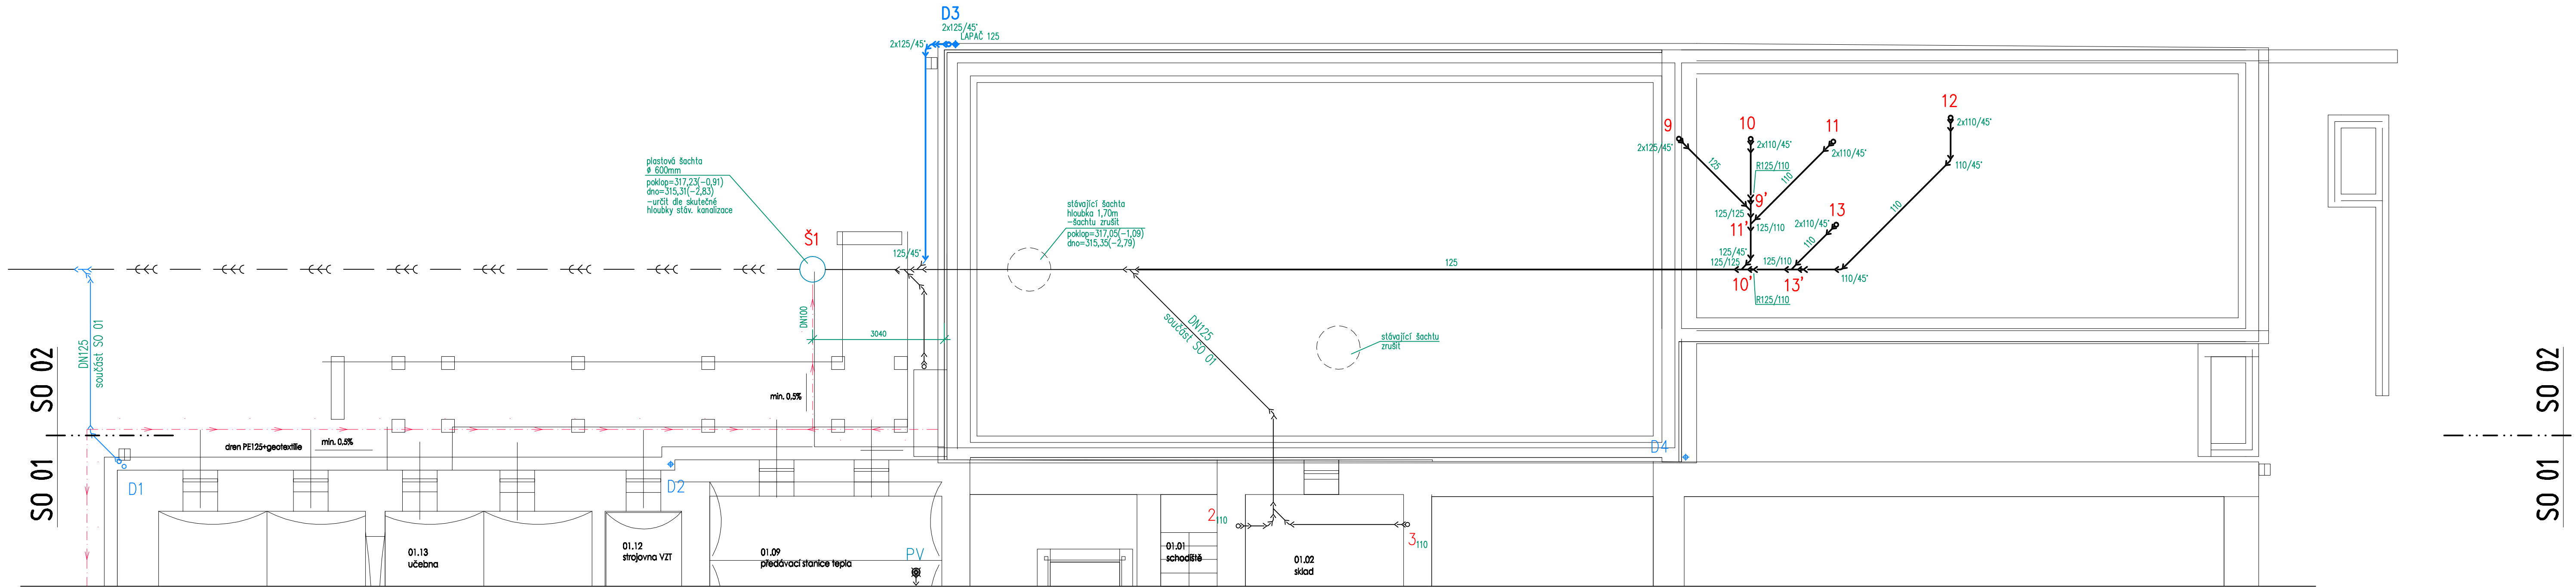 D3
2x125/45°
2x125/45°
LAPAČ 125
plastová šachta
ø 600mm
poklop=317,23(-0,91)
dno=315,31(-2,83)
-určit dle skutečné
hloubky stáv. kanalizace
Š1
stávající šachta
hloubka 1,70m
-šachtu zrušit
poklop=317,05(-1,09)
dno=315,35(-2,79)
125/45°
125
9
2x125/45°
125
10
2x110/45°
R125/110
11
2x110/45°
110
12
2x110/45°
110/45°
110
9'
125/125
11'
125/110
13
2x110/45°
110
125/45°
125/125
125/110
10'
13'
110/45°
R125/110
DN100
3040
DN125
součást SO 01
stávající šachtu
zrušit
DN125
součást SO 01
SO 02
SO 01
SO 02
SO 01
min. 0,5%
dren PE125+geotextilie
min. 0,5%
D1
D2
D4
2
110
3
110
01.13
učebna
01.12
strojovna VZT
01.09
předávací stanice tepla
PV
01.01
schodiště
01.02
sklad